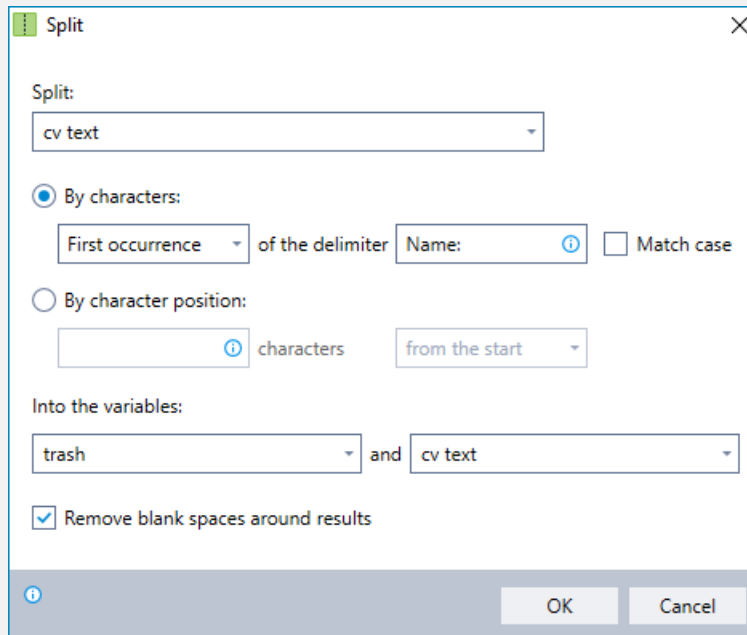 Split
Split:
cv text
By characters:
First occurrence of the delimiter Name: Match case
By character position:
characters from the start
Into the variables:
trash and cv text
Remove blank spaces around results
OK Cancel